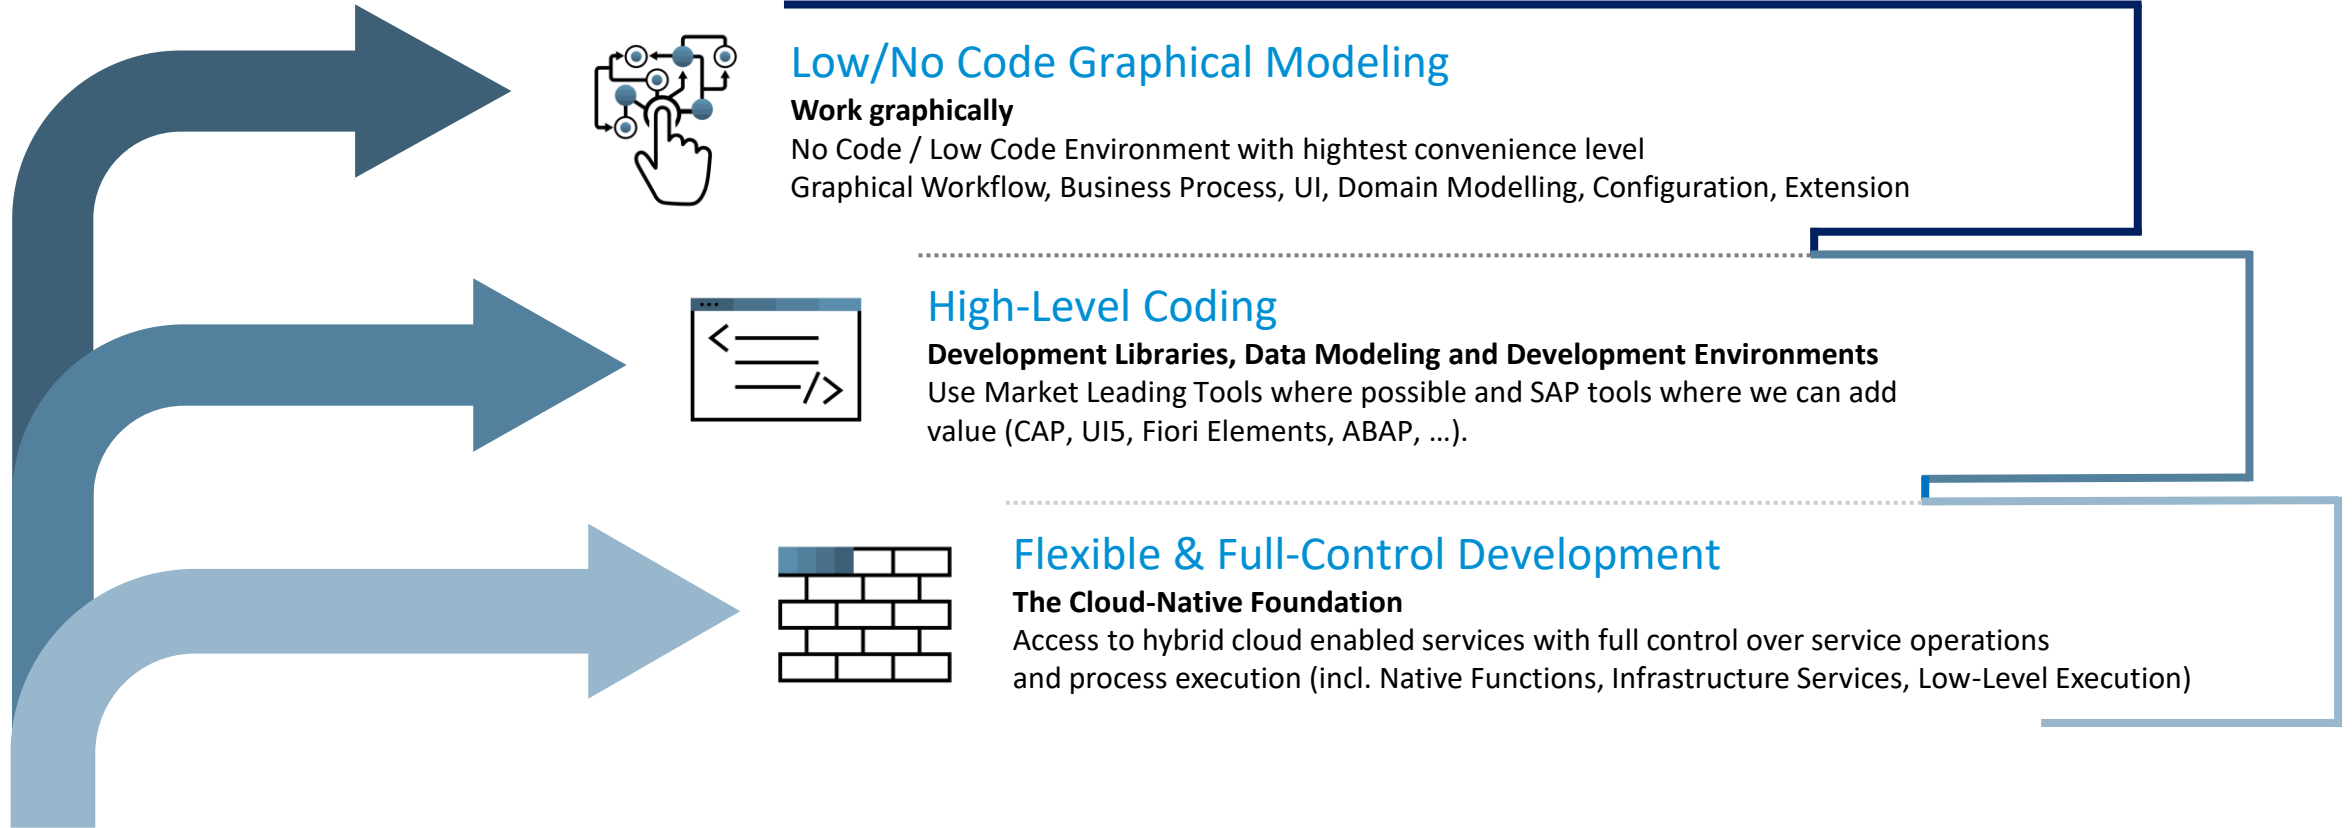 Low/No Code Graphical Modeling
Work graphically
No Code / Low Code Environment with hightest convenience level
Graphical Workflow, Business Process, UI, Domain Modelling, Configuration, Extension
High-Level Coding
Development Libraries, Data Modeling and Development Environments
Use Market Leading Tools where possible and SAP tools where we can add
value (CAP, UI5, Fiori Elements, ABAP, …).
Flexible & Full-Control Development
The Cloud-Native Foundation
Access to hybrid cloud enabled services with full control over service operations
and process execution (incl. Native Functions, Infrastructure Services, Low-Level Execution)